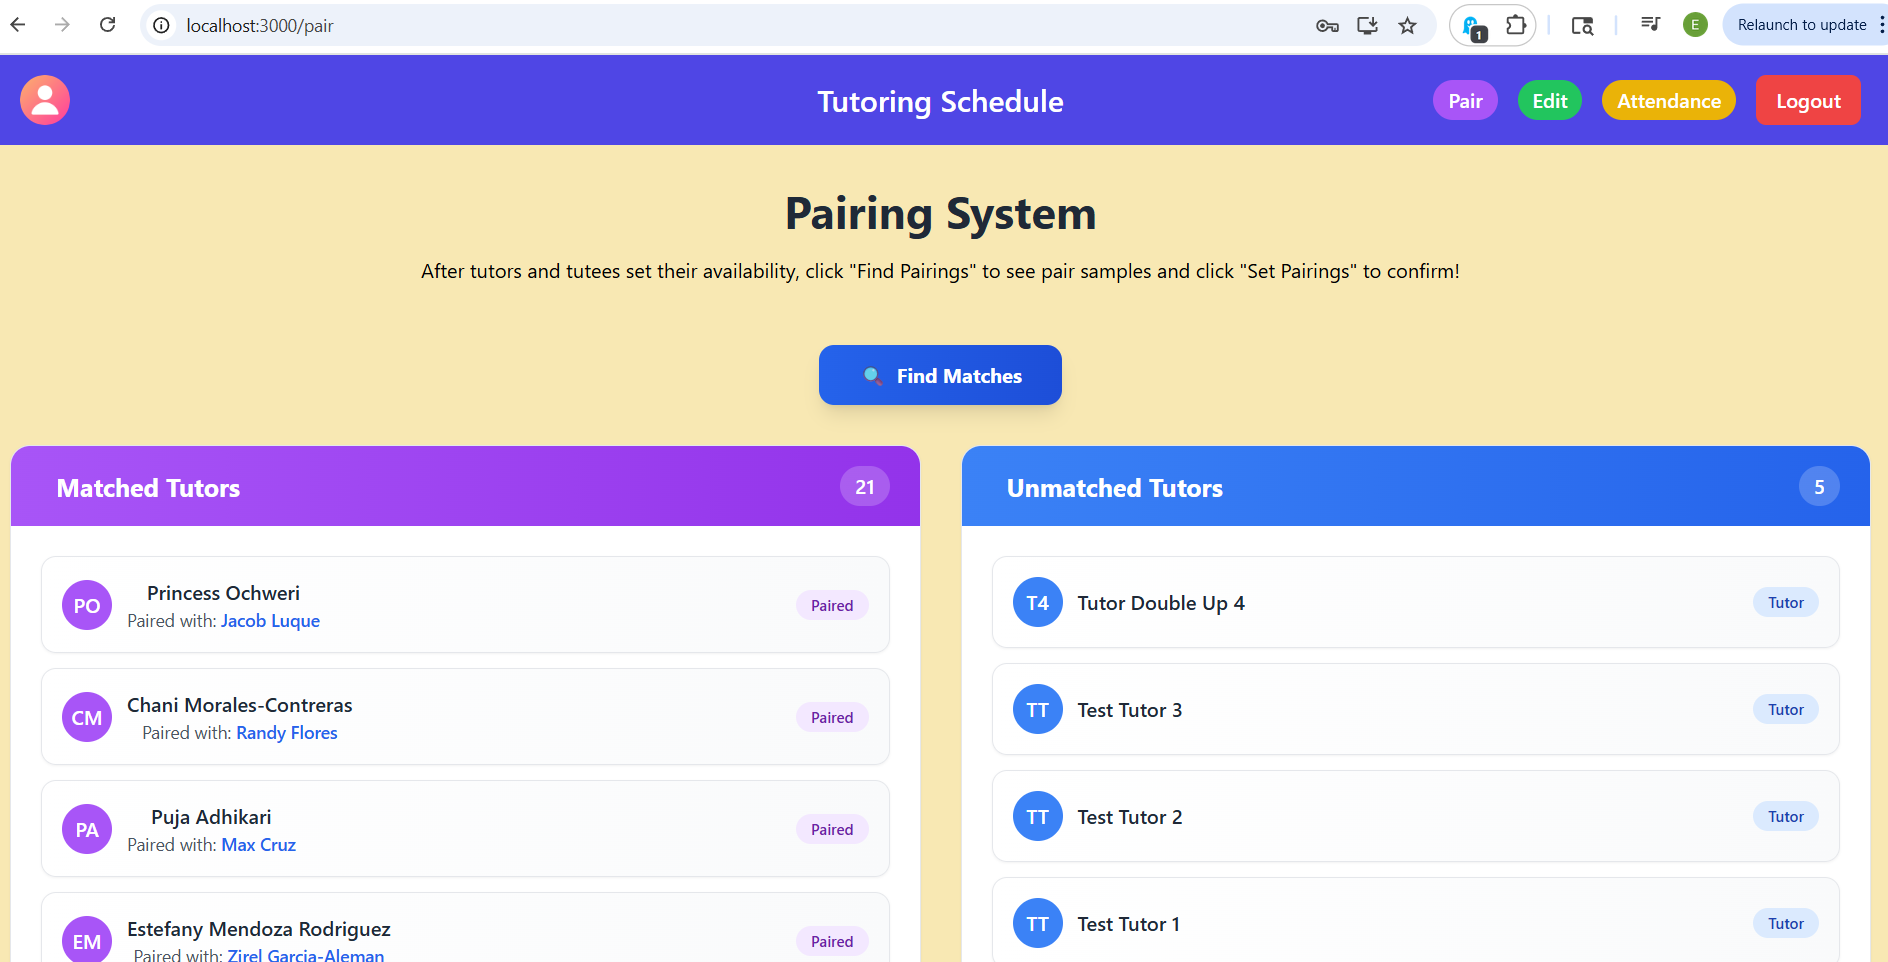 localhost:3000/pair
1
E
Relaunch to update
Tutoring Schedule
Pair
Edit
Attendance
Logout
Pairing System
After tutors and tutees set their availability, click "Find Pairings" to see pair samples and click "Set Pairings" to confirm!
🔍 Find Matches
Matched Tutors
21
PO
Princess Ochweri
Paired with: Jacob Luque
Paired
CM
Chani Morales-Contreras
Paired with: Randy Flores
Paired
PA
Puja Adhikari
Paired with: Max Cruz
Paired
EM
Estefany Mendoza Rodriguez
Paired with: Zirel Garcia-Aleman
Paired
Unmatched Tutors
5
T4
Tutor Double Up 4
Tutor
TT
Test Tutor 3
Tutor
TT
Test Tutor 2
Tutor
TT
Test Tutor 1
Tutor